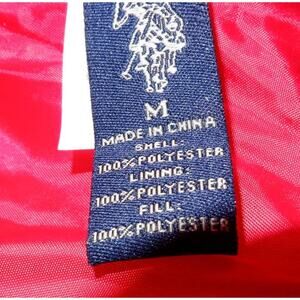 M
MADE IN CHINA
SHELL:
100% POLYESTER
LINING:
100% POLYESTER
FILL:
100% POLYESTER